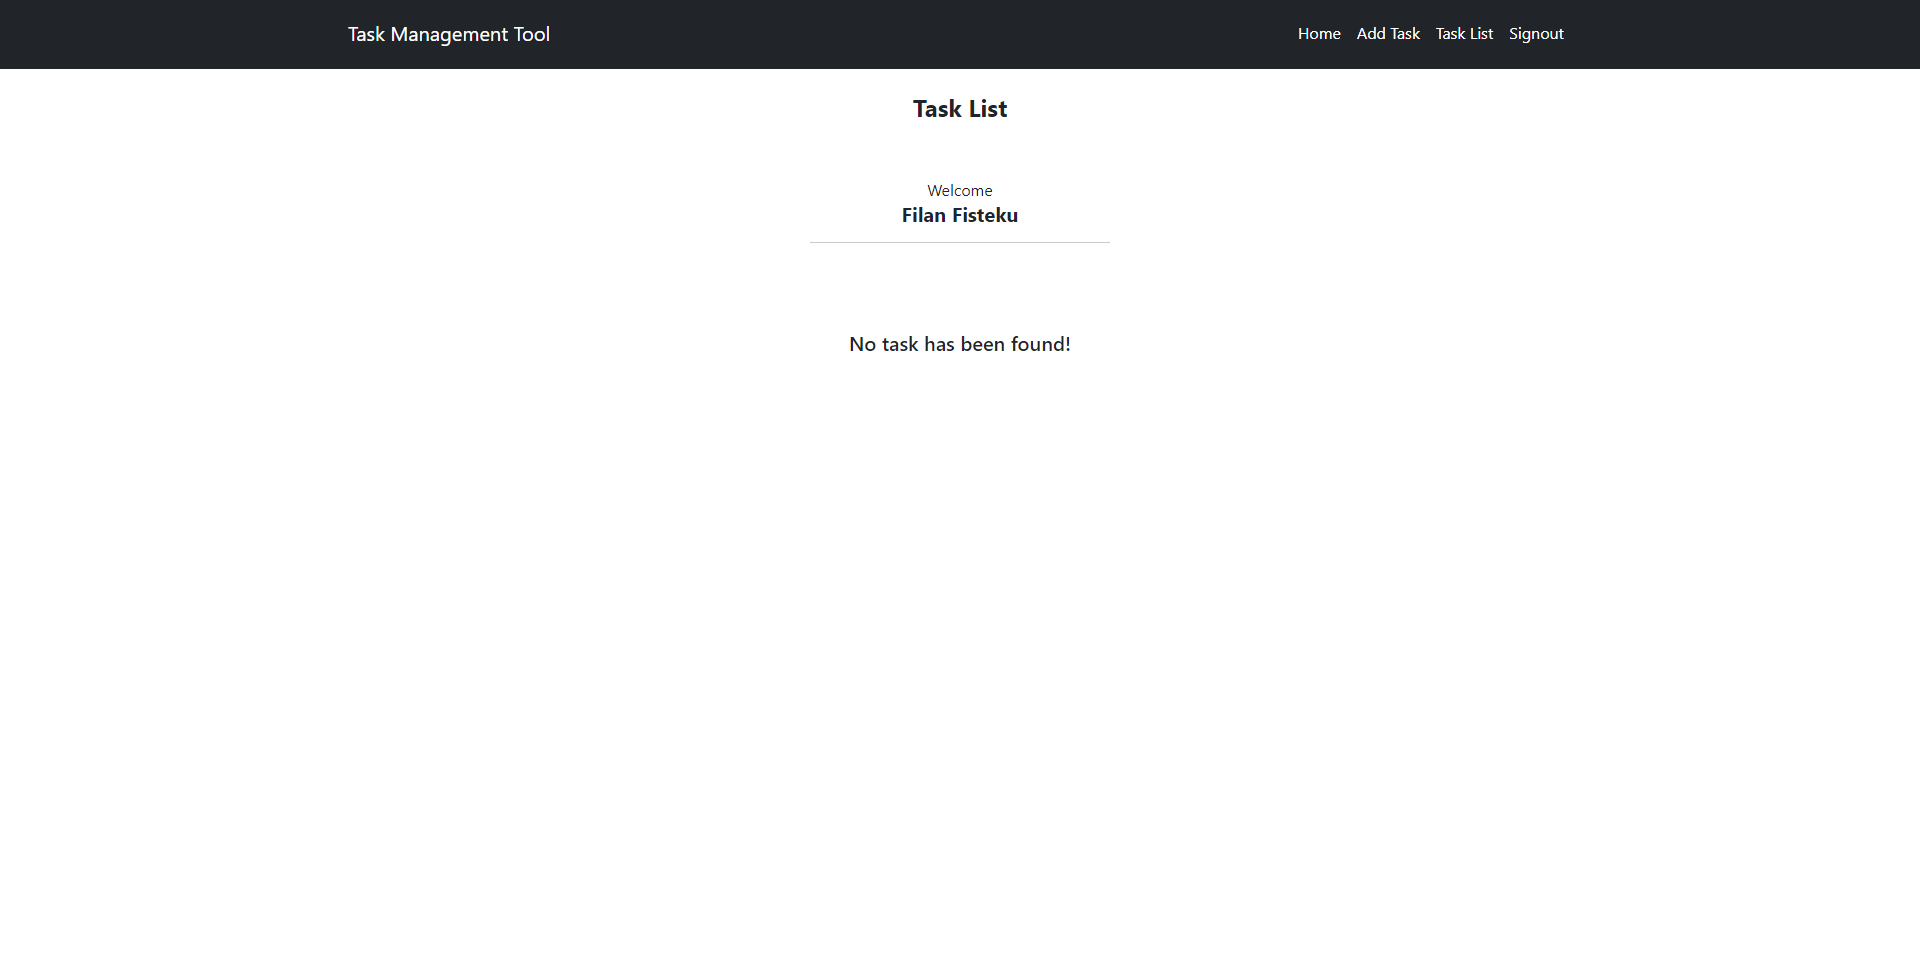 Task Management Tool
Home Add Task Task List Signout
Task List
Welcome
Filan Fisteku
No task has been found!